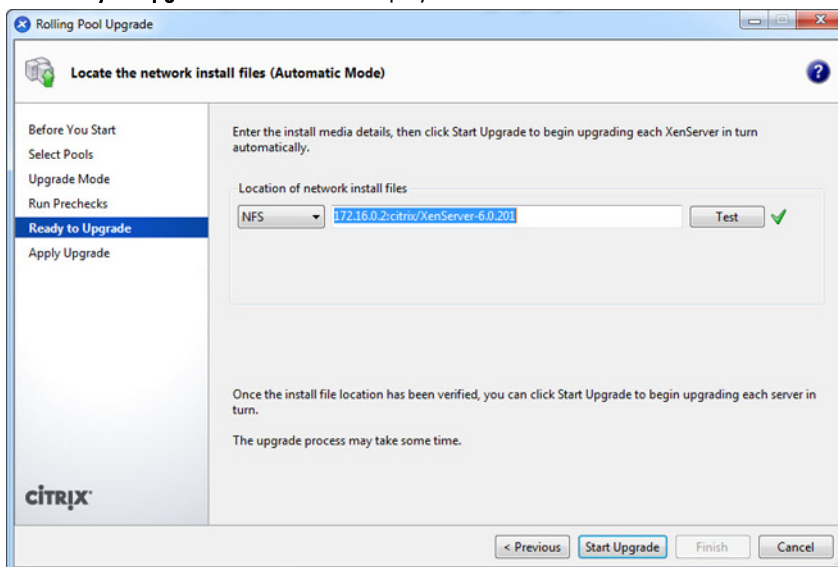 Rolling Pool Upgrade
Locate the network install files (Automatic Mode)
Before You Start
Select Pools
Upgrade Mode
Run Prechecks
Ready to Upgrade
Apply Upgrade
Enter the install media details, then click Start Upgrade to begin upgrading each XenServer in turn
automatically.
Location of network install files
NFS
172.16.0.2:citrix/XenServer-6.0.201
Test
Once the install file location has been verified, you can click Start Upgrade to begin upgrading each server in
turn.
The upgrade process may take some time.
CITRIX
< Previous
Start Upgrade
Finish
Cancel